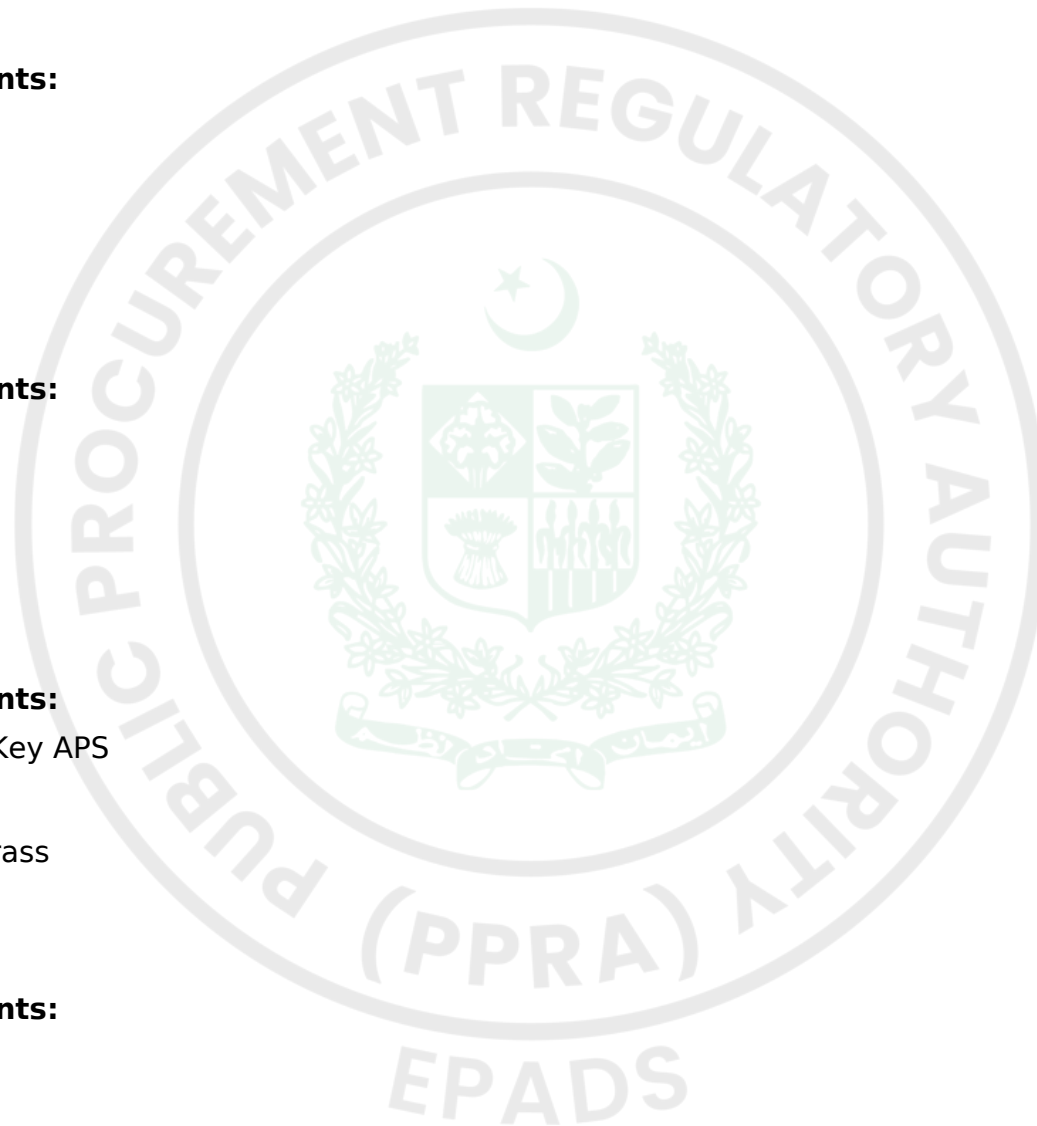 nts:
nts:
nts:
Key APS
rass
nts:
PUBLIC PROCUREMENT REGULATORY AUTHORITY
(PPRA)
EPADS